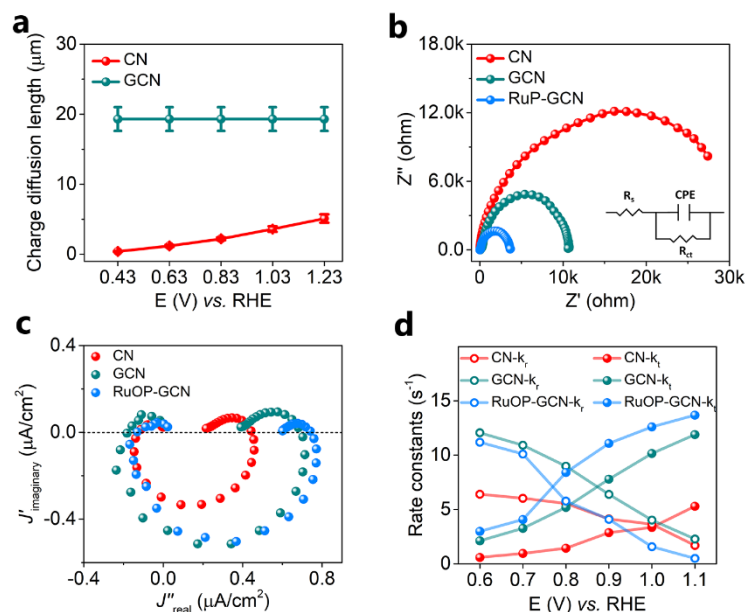 a
CN
GCN
Charge diffusion length (μm)
30
20
10
0
0.43 0.63 0.83 1.03 1.23
E (V) vs. RHE
b
CN
GCN
RuP-GCN
Z'' (ohm)
18.0k
12.0k
6.0k
0.0
0 10k 20k 30k
Z' (ohm)
Rs
CPE
Rct
c
CN
GCN
RuOP-GCN
J'imaginary (μA/cm²)
0.4
0.0
-0.4
-0.4 0.0 0.4 0.8
J''real (μA/cm²)
d
CN-kr CN-kt
GCN-kr GCN-kt
RuOP-GCN-kr RuOP-GCN-kt
Rate constants (s⁻¹)
15
10
5
0
0.6 0.7 0.8 0.9 1.0 1.1
E (V) vs. RHE